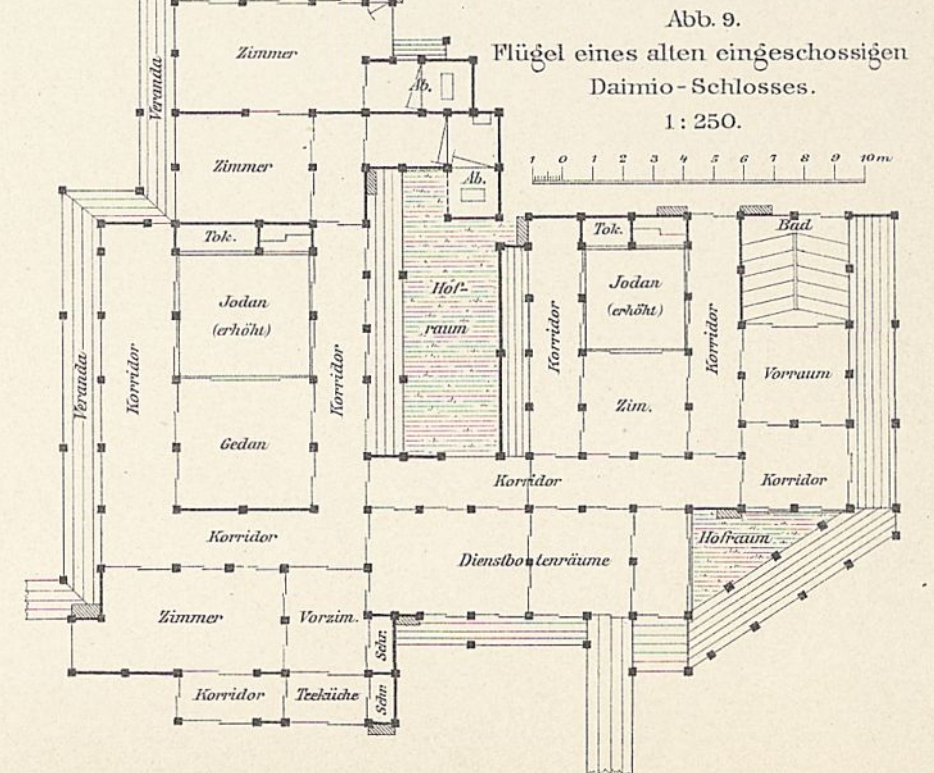 Abb. 9.
Flügel eines alten eingeschossigen
Daimio-Schlosses.
1 : 250.
1 0 1 2 3 4 5 6 7 8 9 10 m
Zimmer
Veranda
Ab.
Zimmer
Ab.
Tok.
Jodan
(erhöht)
Hof-
raum
Korridor
Tok.
Jodan
(erhöht)
Korridor
Bad
Veranda
Korridor
Korridor
Gedan
Zim.
Vorraum
Korridor
Korridor
Korridor
Dienstbotenräume
Hofraum
Zimmer
Vorzim.
Schr.
Korridor
Teeküche
Schr.